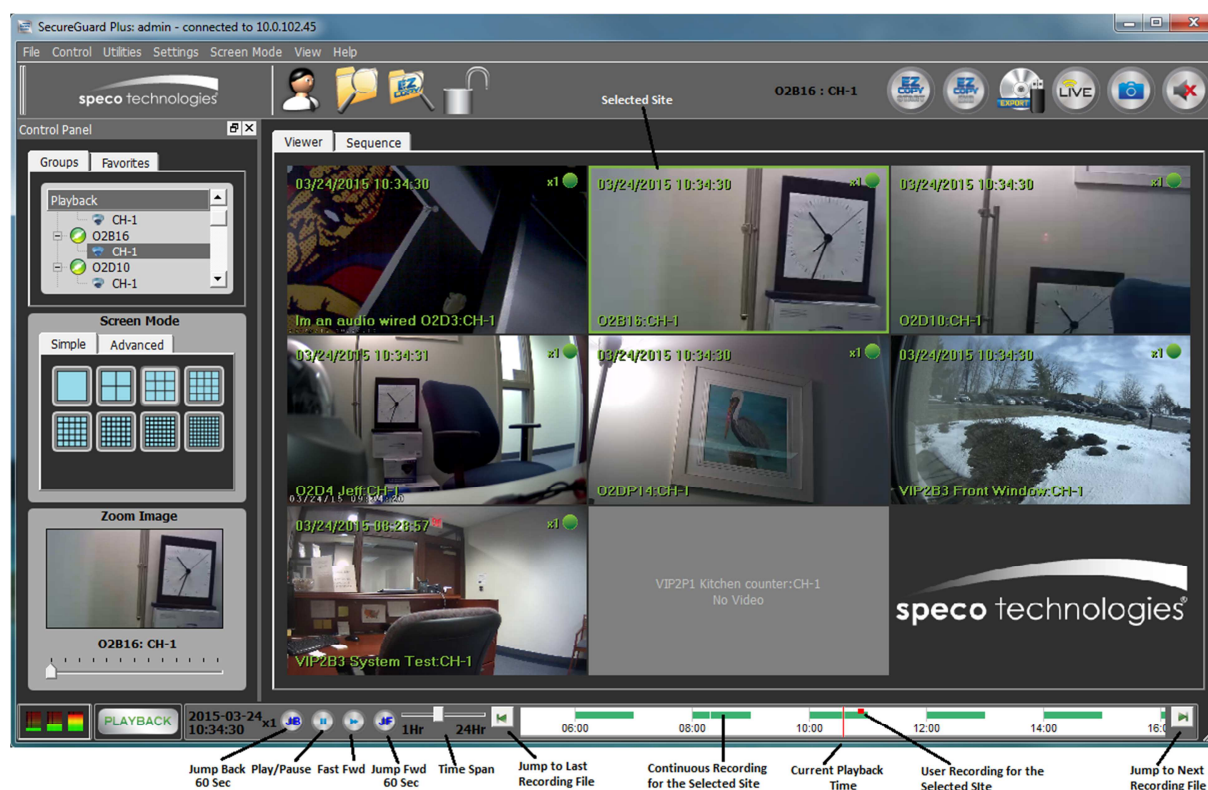 SecureGuard Plus: admin - connected to 10.0.102.45
File Control Utilities Settings Screen Mode View Help
speco technologies
EZ COPY
Selected Site
O2B16 : CH-1
EZ COPY
EZ COPY
EXPORT
LIVE
Control Panel
Groups Favorites
Playback
CH-1
O2B16
CH-1
O2D10
CH-1
Screen Mode
Simple Advanced
Zoom Image
O2B16: CH-1
Viewer Sequence
03/24/2015 10:34:30 x1
Im an audio wired O2D3:CH-1
03/24/2015 10:34:30 x1
O2B16:CH-1
03/24/2015 10:34:30 x1
O2D10:CH-1
03/24/2015 10:34:31 x1
O2D4 Jeff:CH-1
03/24/2015 10:34:30 x1
O2DP14:CH-1
03/24/2015 10:34:30 x1
VIP2B3 Front Window:CH-1
03/24/2015 08:28:57 x1
VIP2B3 System Test:CH-1
VIP2P1 Kitchen counter:CH-1
No Video
speco technologies®
PLAYBACK
2015-03-24
10:34:30
x1
JB
JF
1Hr 24Hr
06:00 08:00 10:00 12:00 14:00
Jump Back
60 Sec
Play/Pause
Fast Fwd
Jump Fwd
60 Sec
Time Span
Jump to Last
Recording File
Continuous Recording
for the Selected Site
Current Playback
Time
User Recording for the
Selected Site
Jump to Next
Recording File